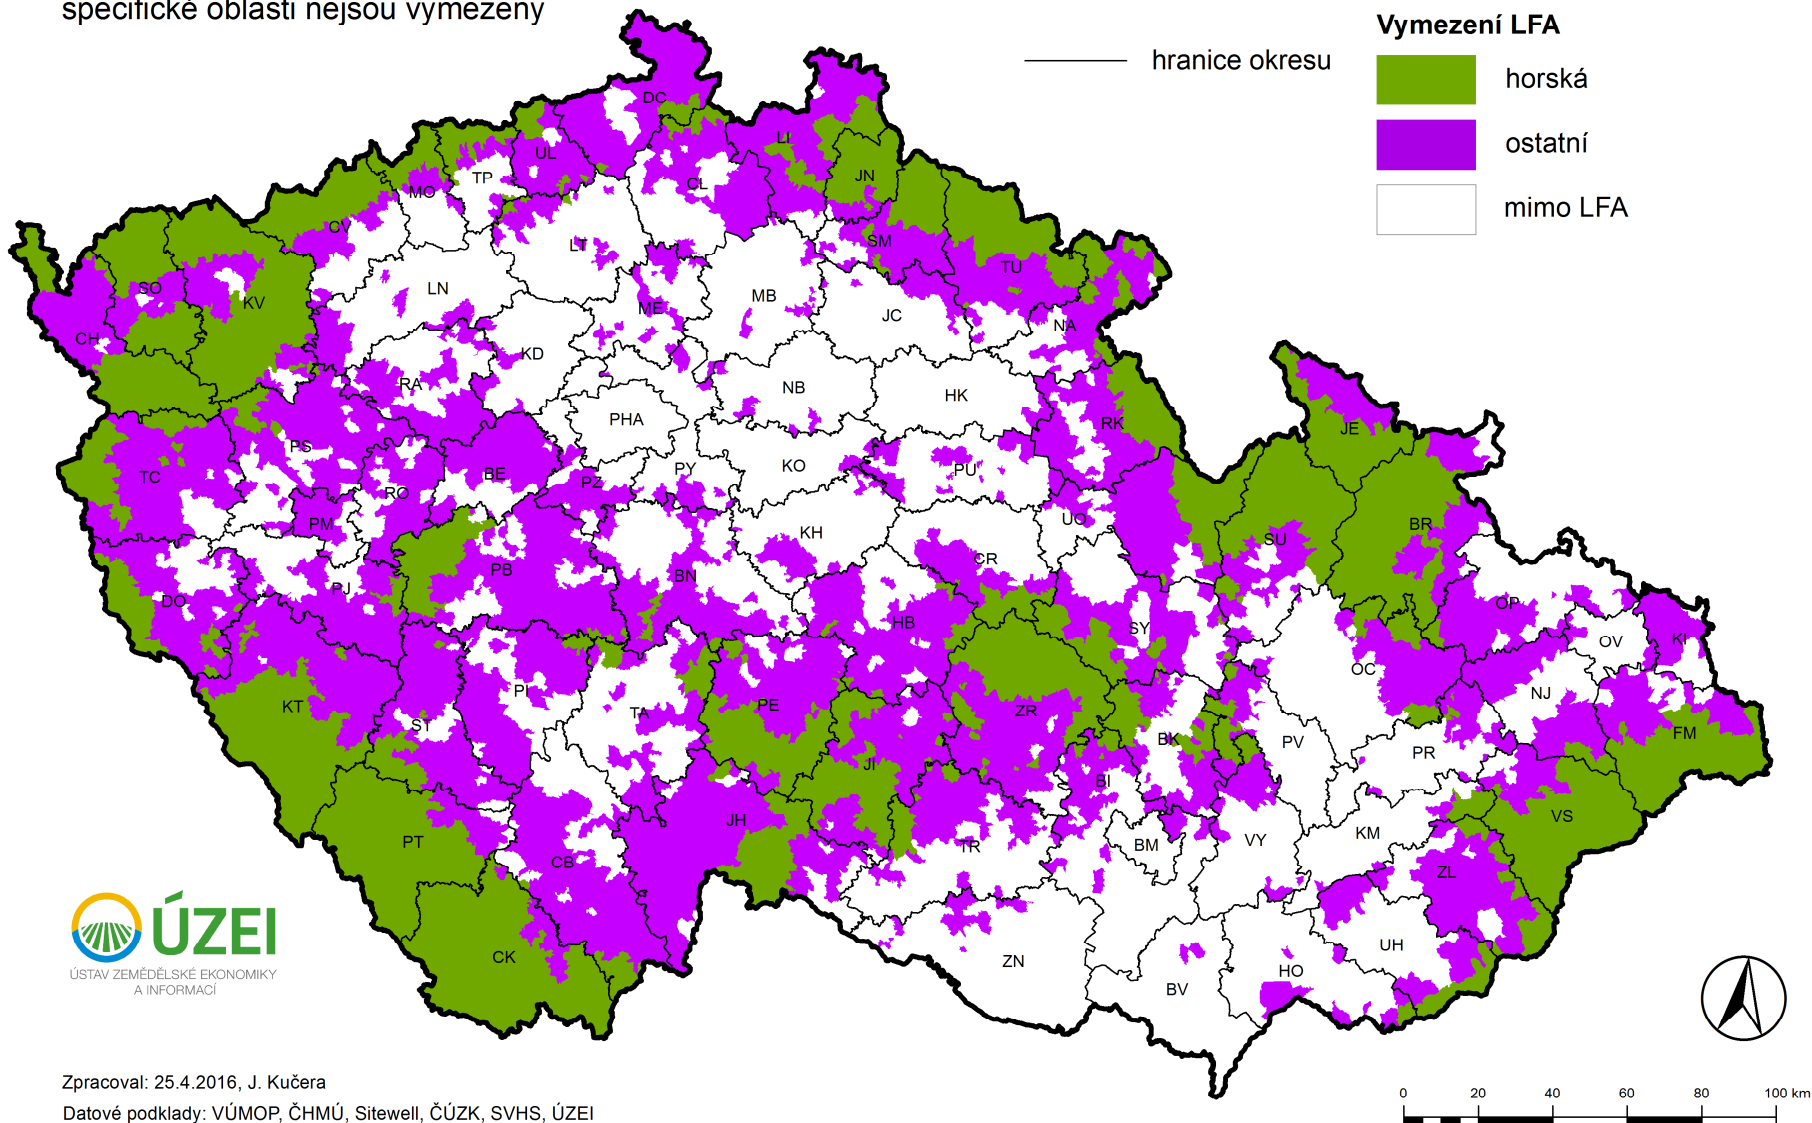 specifické oblasti nejsou vymezeny
Vymezení LFA
hranice okresu
horská
ostatní
mimo LFA
DC
LI
UL
TP
MO
CL
JN
CV
LT
SM
TU
SO
KV
LN
ME
MB
JC
NA
CH
KD
RA
NB
HK
PHA
RK
JE
PS
TC
BE
PY
KO
PU
PZ
RO
PM
UO
BR
KH
SU
CR
PB
BN
PJ
DO
OP
HB
SY
OV
KI
OC
PI
NJ
KT
PE
ZR
TA
ST
FM
BK
PV
PR
JI
BI
JH
VS
PT
KM
VY
BM
TR
CB
ZL
UH
CK
ZN
HO
BV
ÚZEI
ÚSTAV ZEMĚDĚLSKÉ EKONOMIKY
A INFORMACÍ
Zpracoval: 25.4.2016, J. Kučera
Datové podklady: VÚMOP, ČHMÚ, Sitewell, ČÚZK, SVHS, ÚZEI
0 20 40 60 80 100 km